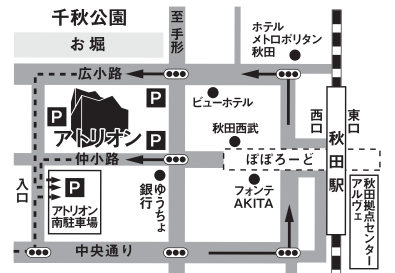 千秋公園
お堀
至手形
ホテル
メトロポリタン
秋田
広小路
P
P
ビューホテル
アトリオン
P
秋田西武
西口
東口
秋田駅
仲小路
ぽぽろーど
入口
P
アトリオン
南駐車場
ゆうちょ
銀行
フォンテ
AKITA
秋田拠点センター
アルヴェ
中央通り